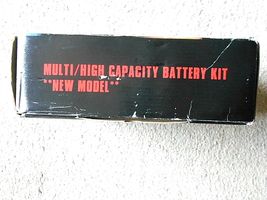 MULTI/HIGH CAPACITY BATTERY KIT
**NEW MODEL**